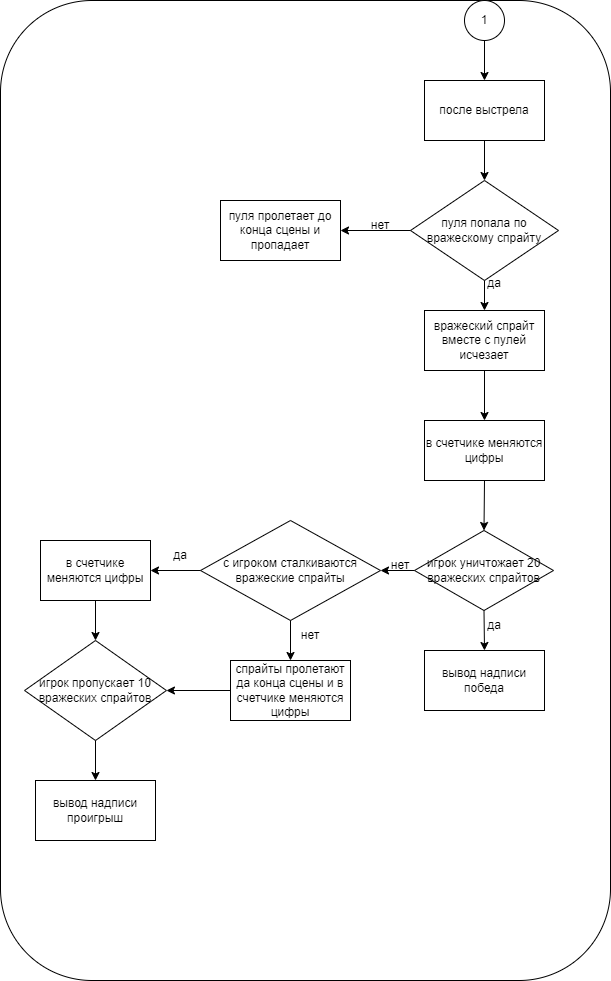 1
после выстрела
пуля попала по
вражескому спрайту
нет
пуля пролетает до
конца сцены и
пропадает
да
вражеский спрайт
вместе с пулей
исчезает
в счетчике меняются
цифры
игрок уничтожает 20
вражеских спрайтов
нет
да
вывод надписи
победа
с игроком сталкиваются
вражеские спрайты
да
нет
в счетчике
меняются цифры
спрайты пролетают
да конца сцены и в
счетчике меняются
цифры
игрок пропускает 10
вражеских спрайтов
вывод надписи
проигрыш